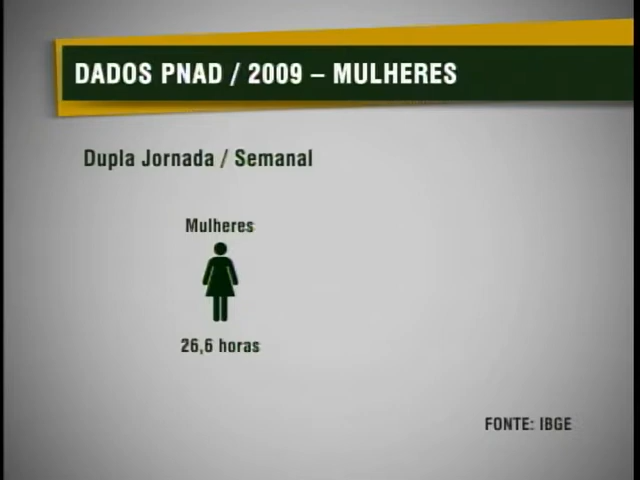 DADOS PNAD / 2009 – MULHERES
Dupla Jornada / Semanal
Mulheres
26,6 horas
FONTE: IBGE